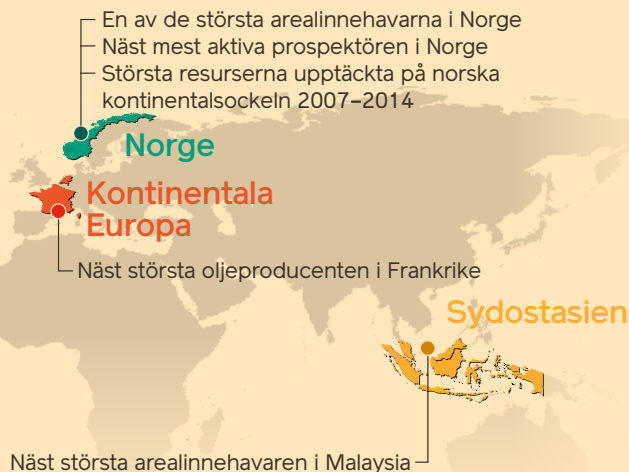 En av de största arealinnehavarna i Norge
Näst mest aktiva prospektören i Norge
Största resurserna upptäckta på norska
kontinentalsockeln 2007–2014
Norge
Kontinentala
Europa
Näst största oljeproducenten i Frankrike
Sydostasien
Näst största arealinnehavaren i Malaysia